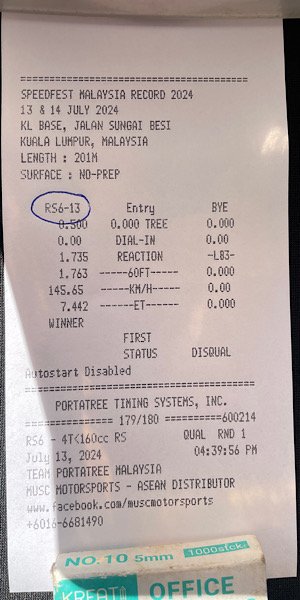 ==========================================
SPEEDFEST MALAYSIA RECORD 2024
13 & 14 JULY 2024
KL BASE, JALAN SUNGAI BESI
KUALA LUMPUR, MALAYSIA
LENGTH : 201M
SURFACE : NO-PREP
RS6-13 Entry BYE
0.500 0.000 TREE 0.000
0.00 DIAL-IN 0.00
1.735 REACTION -L83-
1.763 ------60FT------ 0.000
145.65 ------KM/H------ 0.00
7.442 -------ET------- 0.000
WINNER
FIRST
STATUS DISQUAL
Autostart Disabled
==========================================
PORTATREE TIMING SYSTEMS, INC.
=============== 179/180 ==========600214
RS6 - 4T<160cc RS QUAL RND 1
July 13, 2024 04:39:56 PM
TEAM PORTATREE MALAYSIA
MUSC MOTORSPORTS - ASEAN DISTRIBUTOR
www.facebook.com/muscmotorsports
+6016-6681490
NO.10 5mm 1000's
OFFICE